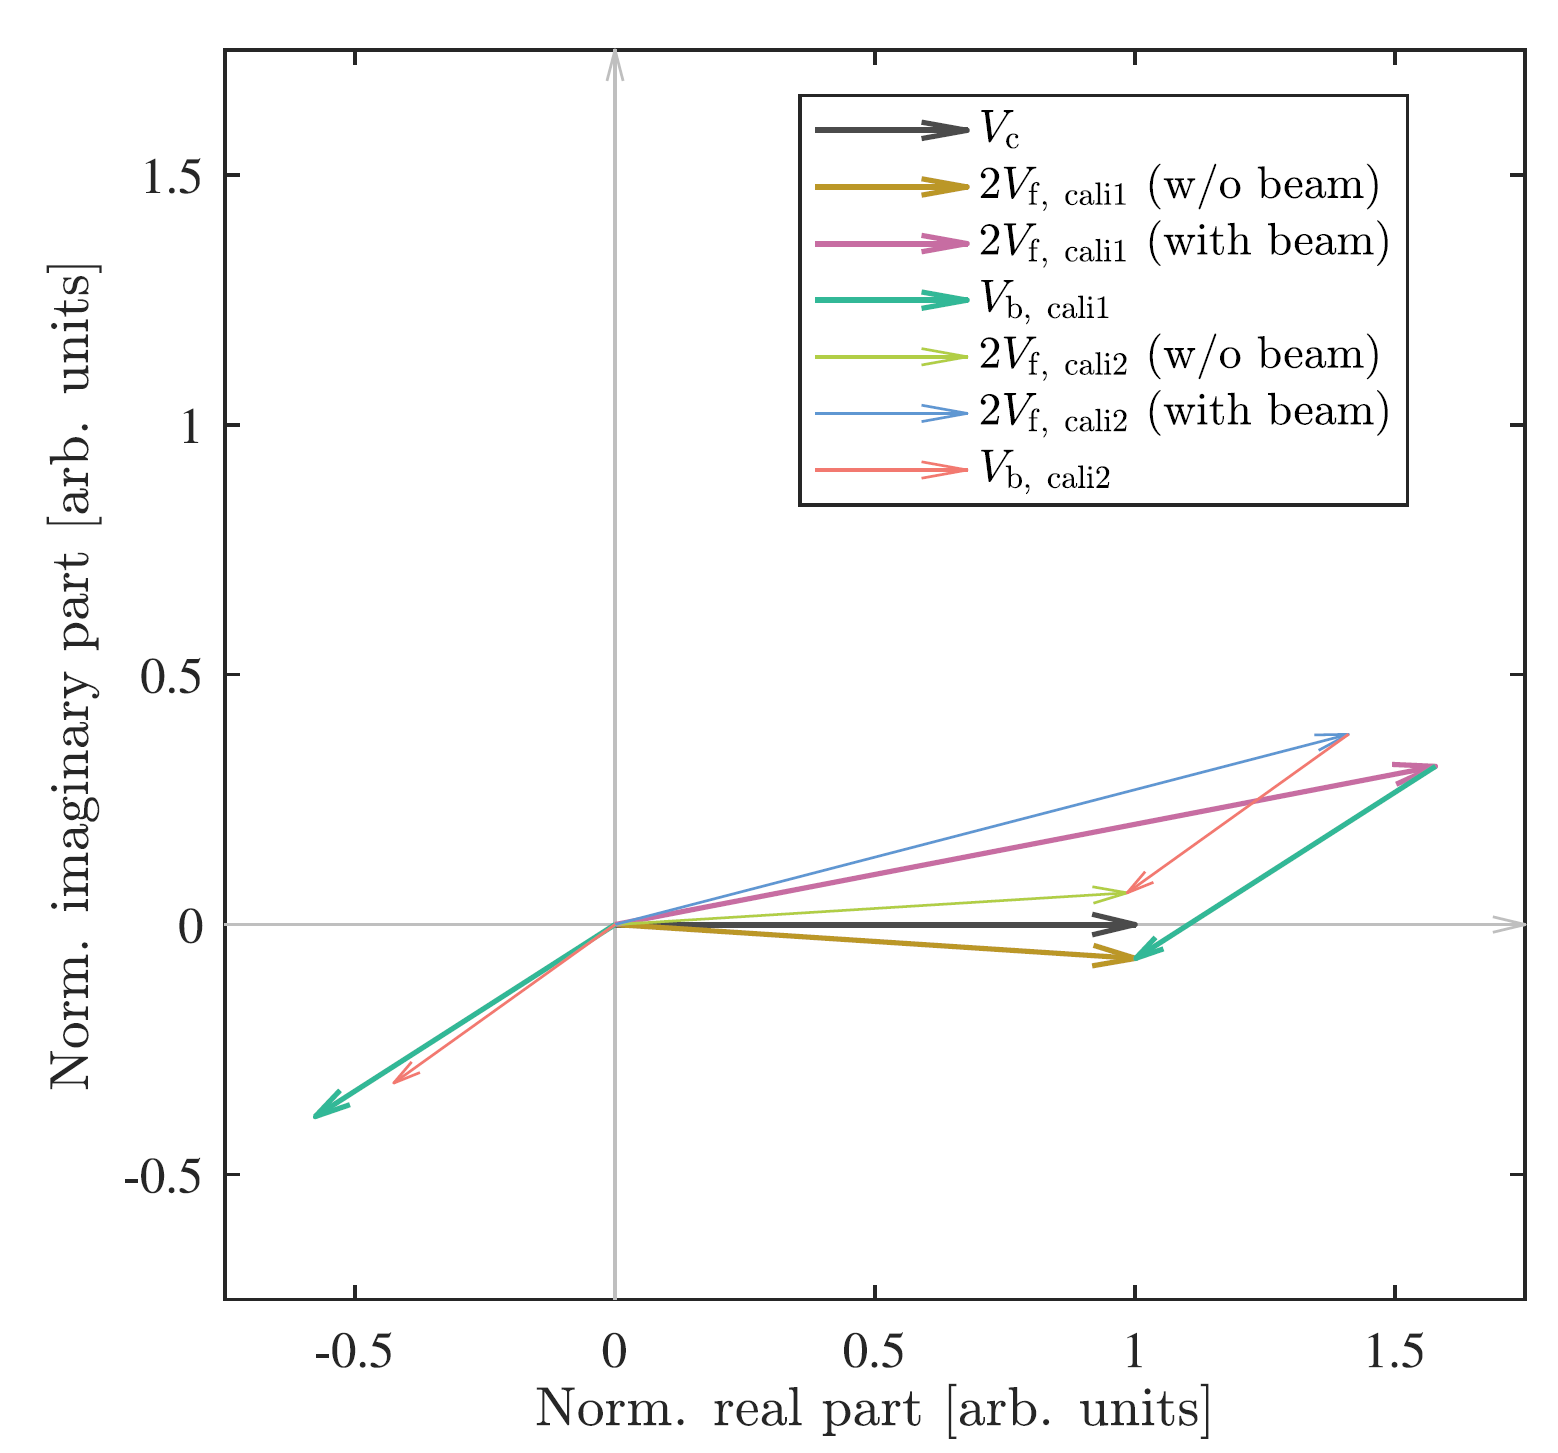 V_c
2V_f, cali1 (w/o beam)
2V_f, cali1 (with beam)
V_b, cali1
2V_f, cali2 (w/o beam)
2V_f, cali2 (with beam)
V_b, cali2
1.5
1
0.5
0
-0.5
Norm. imaginary part [arb. units]
-0.5 0 0.5 1 1.5
Norm. real part [arb. units]